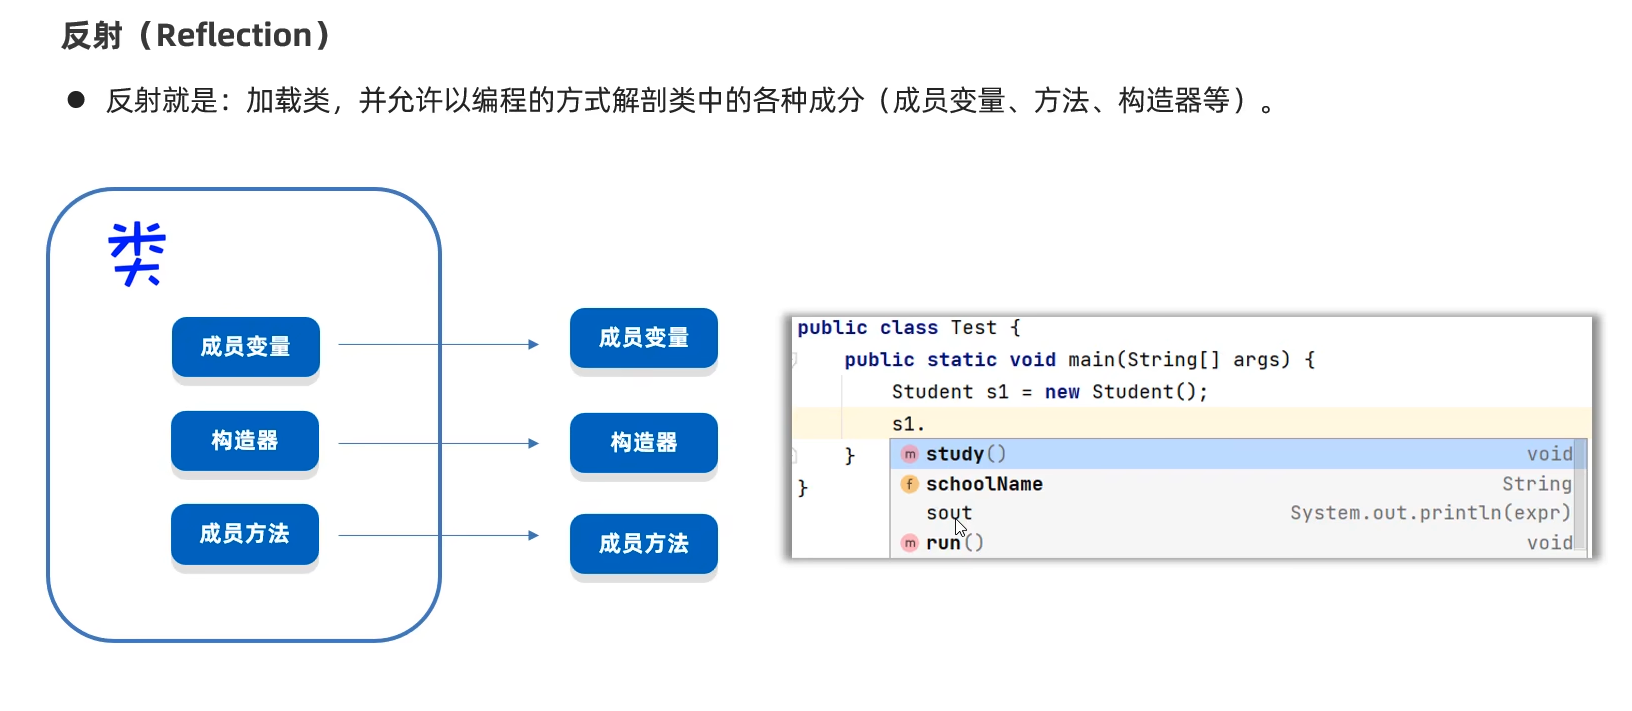 反射（Reflection）
● 反射就是：加载类，并允许以编程的方式解剖类中的各种成分（成员变量、方法、构造器等）。
类
成员变量
构造器
成员方法
成员变量
构造器
成员方法
public class Test {
public static void main(String[] args) {
Student s1 = new Student();
s1.
}
}
m study() void
f schoolName String
sout System.out.println(expr)
m run() void